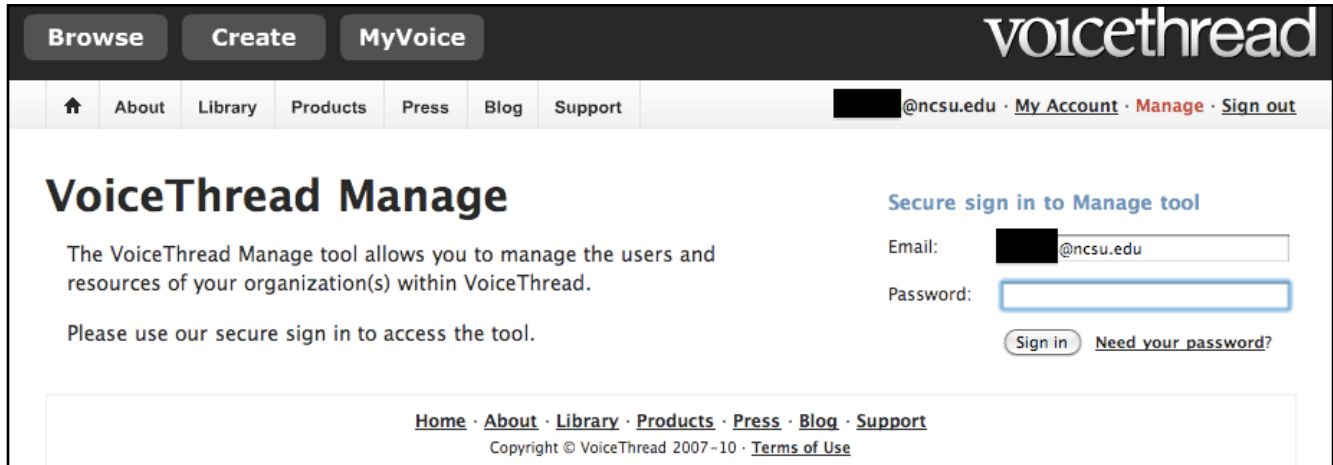 Browse Create MyVoice voicethread
About Library Products Press Blog Support @ncsu.edu · My Account · Manage · Sign out
VoiceThread Manage
Secure sign in to Manage tool
The VoiceThread Manage tool allows you to manage the users and
resources of your organization(s) within VoiceThread.
Please use our secure sign in to access the tool.
Email: @ncsu.edu
Password:
Sign in Need your password?
Home · About · Library · Products · Press · Blog · Support
Copyright © VoiceThread 2007-10 · Terms of Use